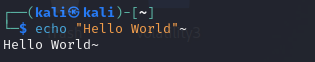 ┌──(kali㉿kali)-[~]
└─$ echo "Hello World"~
Hello World~